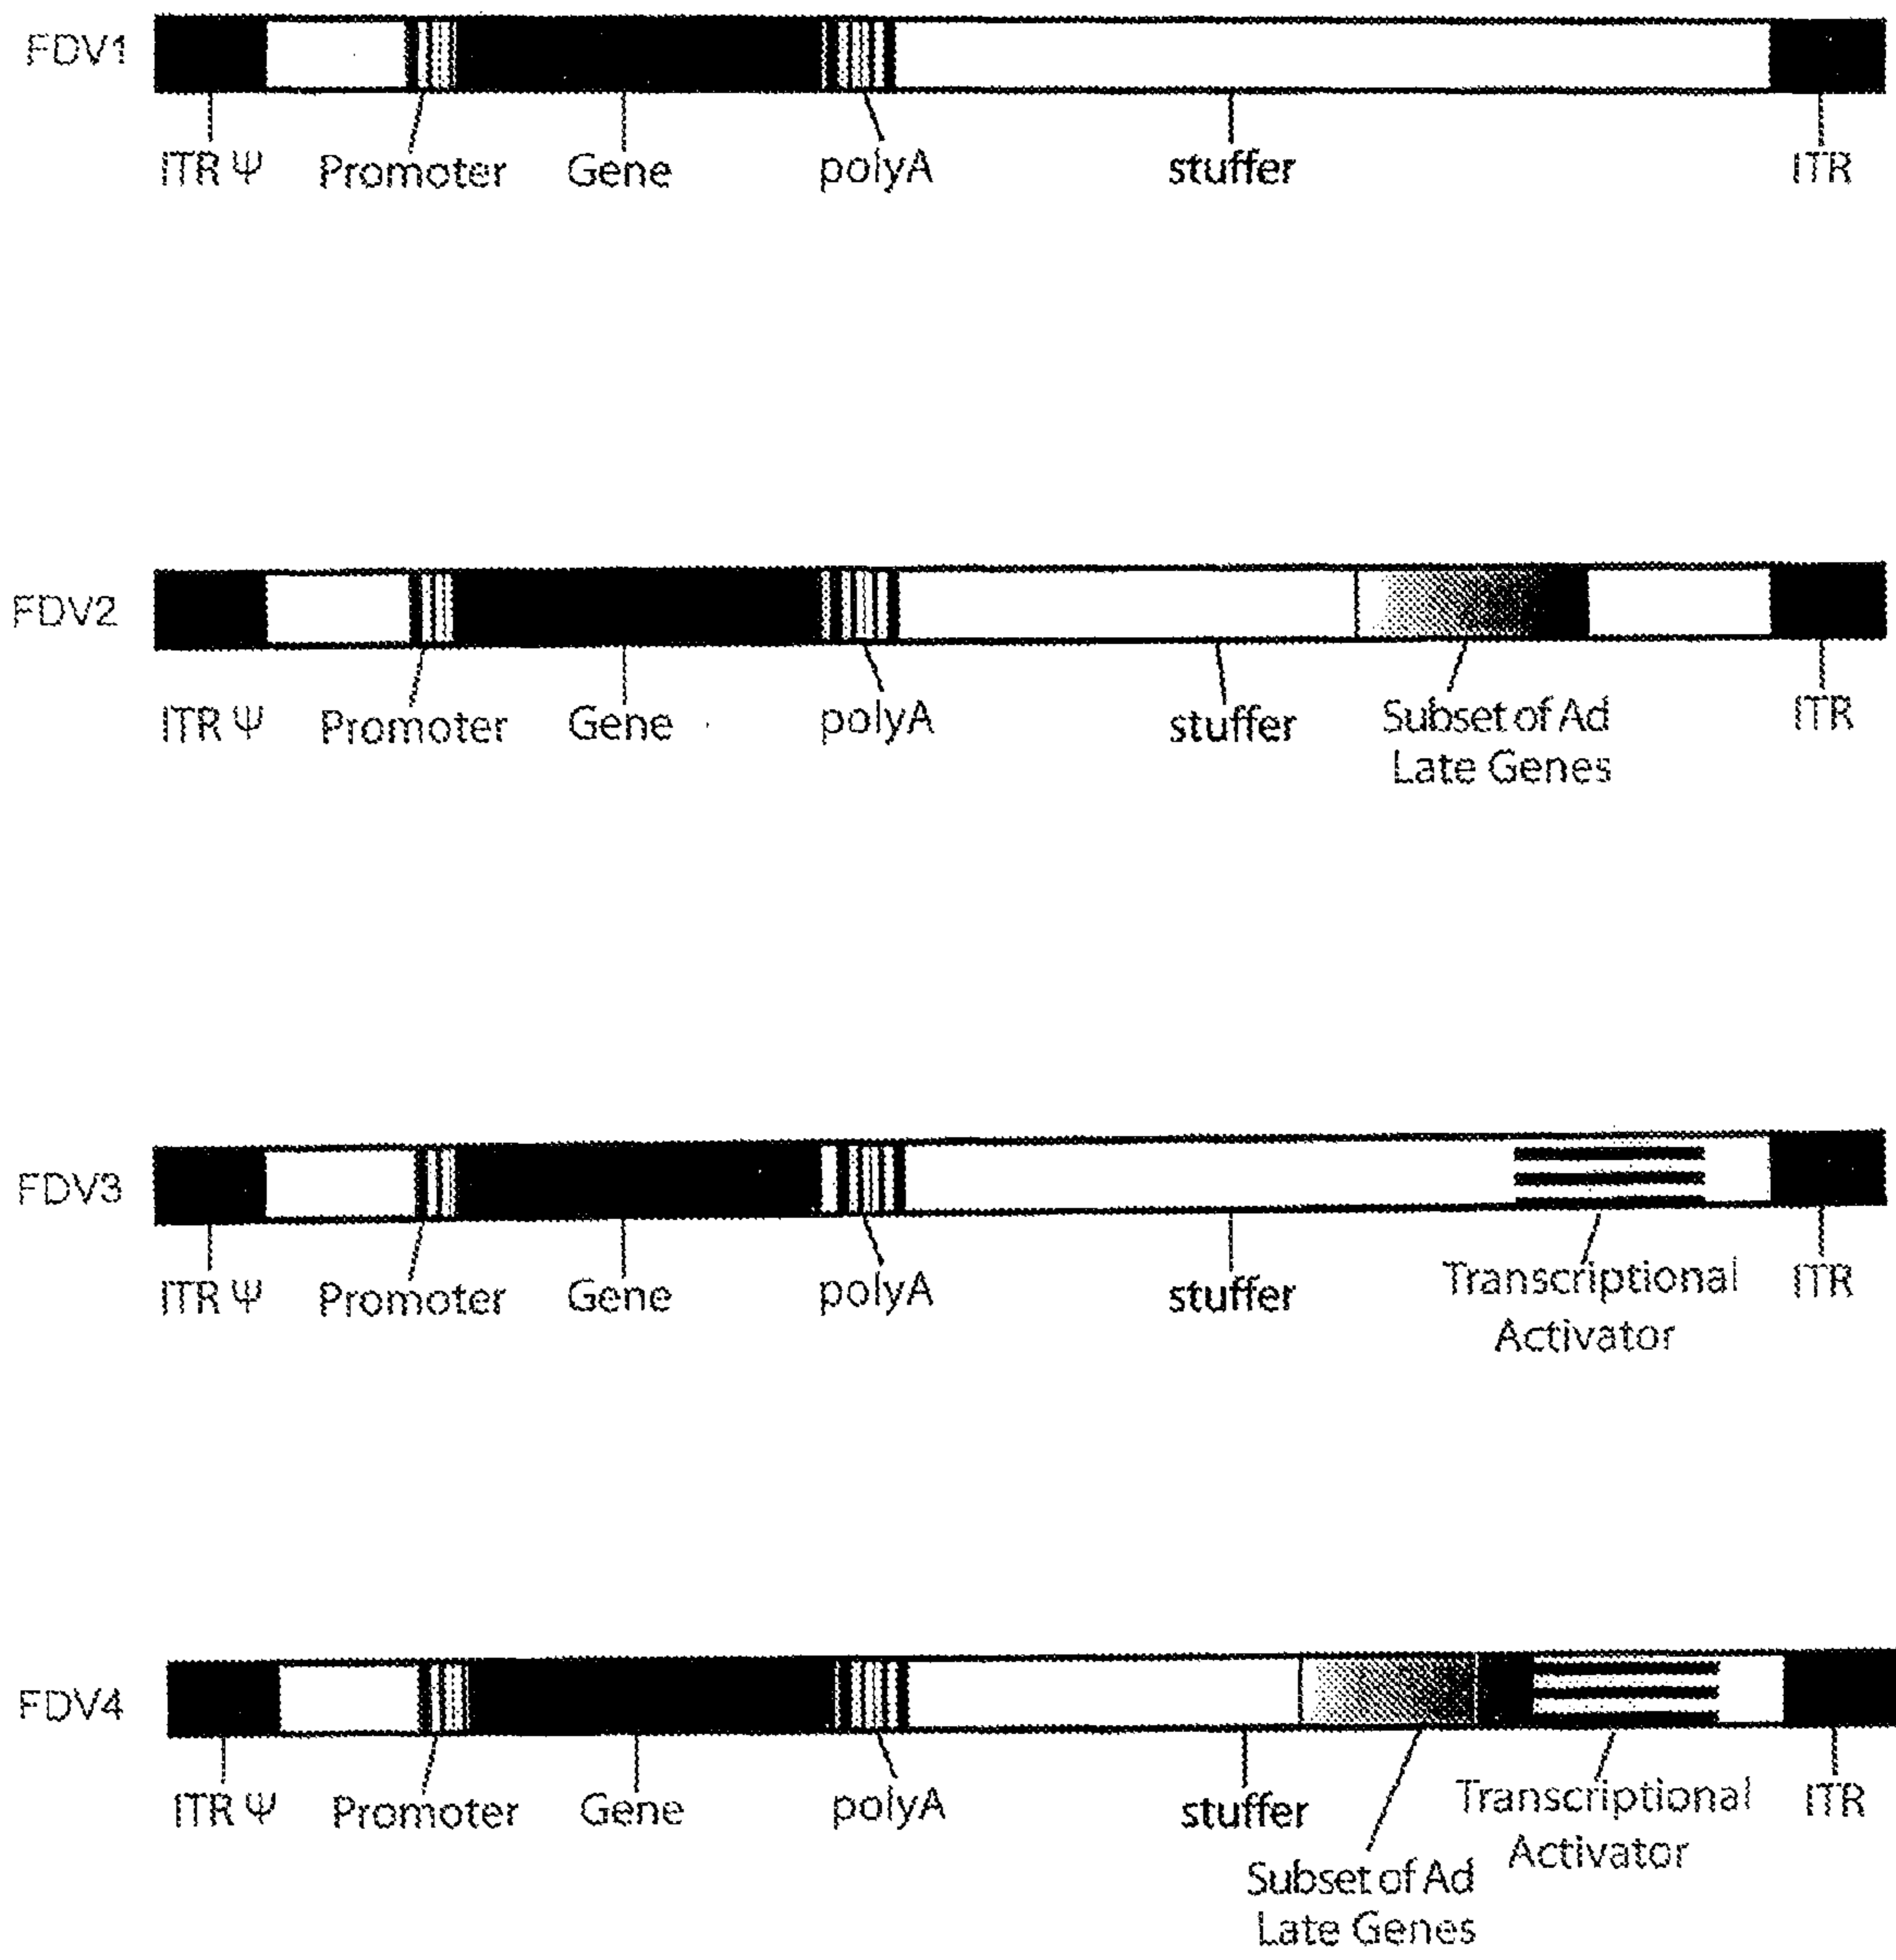 FDV1
ITR Ψ Promoter Gene polyA stuffer ITR
FDV2
ITR Ψ Promoter Gene polyA stuffer Subset of Ad ITR
Late Genes
FDV3
ITR Ψ Promoter Gene polyA stuffer Transcriptional ITR
Activator
FDV4
ITR Ψ Promoter Gene polyA stuffer Transcriptional ITR
Activator
Subset of Ad
Late Genes